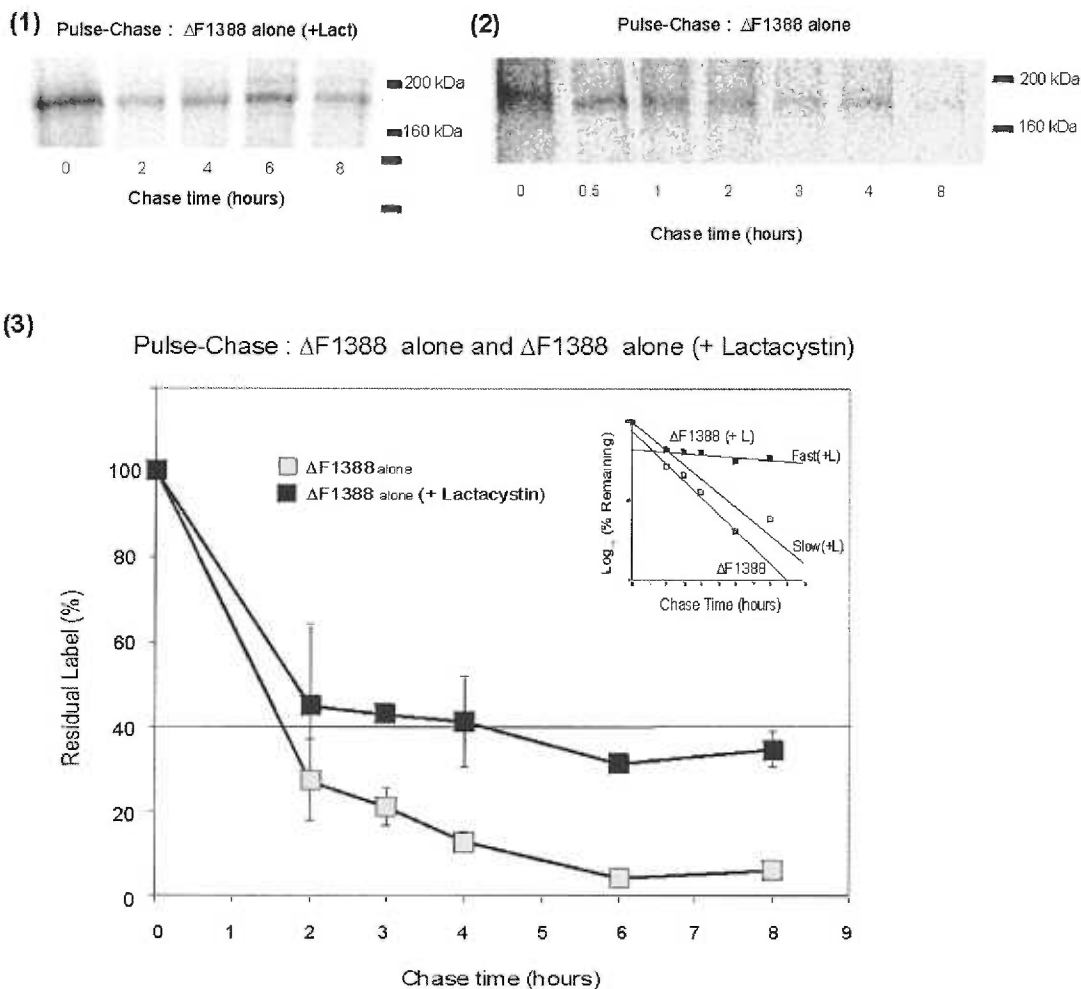 (1) Pulse-Chase : ΔF1388 alone (+Lact)
200 kDa
160 kDa
0 2 4 6 8
Chase time (hours)
(2) Pulse-Chase : ΔF1388 alone
200 kDa
160 kDa
0 0.5 1 2 3 4 8
Chase time (hours)
(3)
Pulse-Chase : ΔF1388 alone and ΔF1388 alone (+ Lactacystin)
Residual Label (%)
100
80
60
40
20
0
0 1 2 3 4 5 6 7 8 9
Chase time (hours)
ΔF1388 alone
ΔF1388 alone (+ Lactacystin)
(% Remaining)
ΔF1388 (+ L)
Fast(+L)
Slow(+L)
ΔF1388
Chase Time (hours)